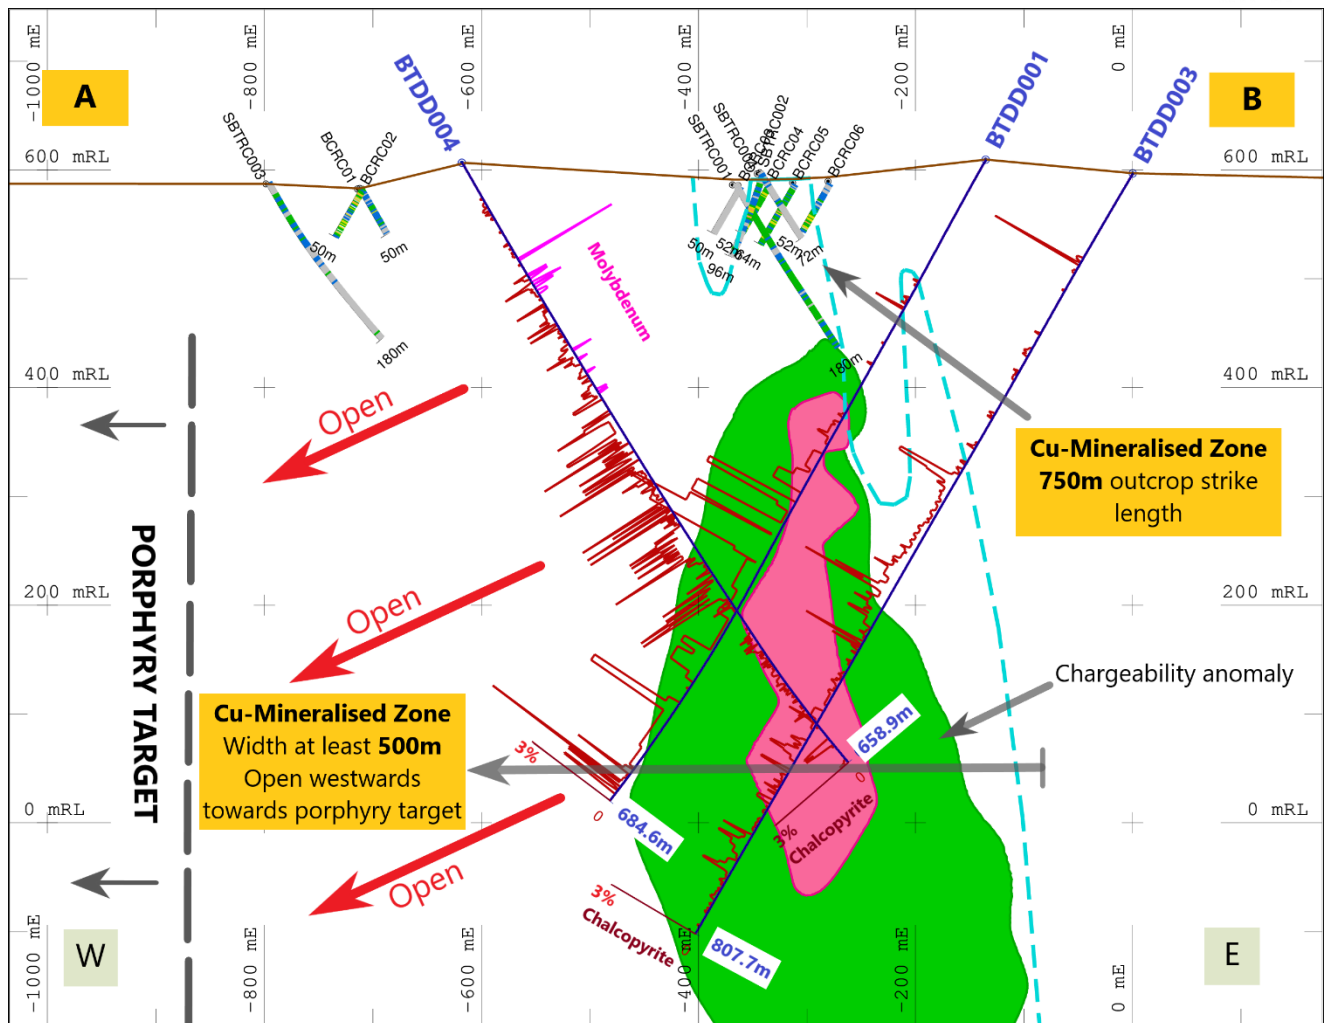 -1000 mE
-800 mE
-600 mE
-400 mE
-200 mE
0 mE
A
B
BTDD004
BTDD001
BTDD003
SBTRC003
BCRC01
BCRC02
SBTRC001
SBTRC002
BCRC04
BCRC05
BCRC06
600 mRL
600 mRL
50m
50m
180m
50m
52m
64m
96m
52m
72m
180m
Molybdenum
400 mRL
400 mRL
Open
Cu-Mineralised Zone
750m outcrop strike
length
PORPHYRY TARGET
200 mRL
200 mRL
Open
Chargeability anomaly
Cu-Mineralised Zone
Width at least 500m
Open westwards
towards porphyry target
3%
0
684.6m
658.9m
0
3%
Chalcopyrite
0 mRL
0 mRL
Open
3%
Chalcopyrite
0
807.7m
W
E
-1000 mE
-800 mE
-400 mE
-200 mE
0 mE